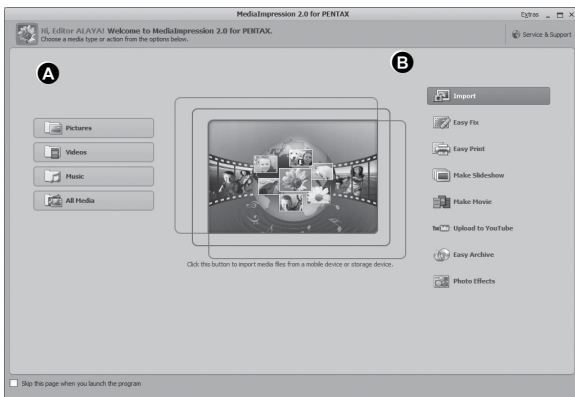 MediaImpression 2.0 for PENTAX
Extras
Hi, Editor ALAYA! Welcome to MediaImpression 2.0 for PENTAX.
Choose a media type or action from the options below.
Service & Support
A
B
Pictures
Videos
Music
All Media
Import
Easy Fix
Easy Print
Make Slideshow
Make Movie
You Upload to YouTube
Easy Archive
Photo Effects
Click this button to import media files from a mobile device or storage device.
Skip this page when you launch the program